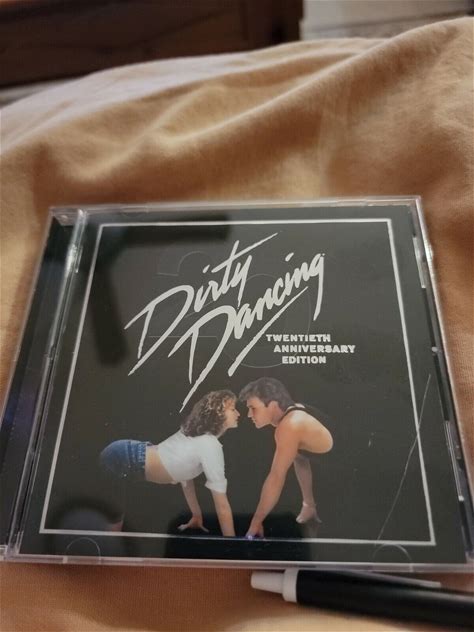 Dirty
Dancing
TWENTIETH
ANNIVERSARY
EDITION